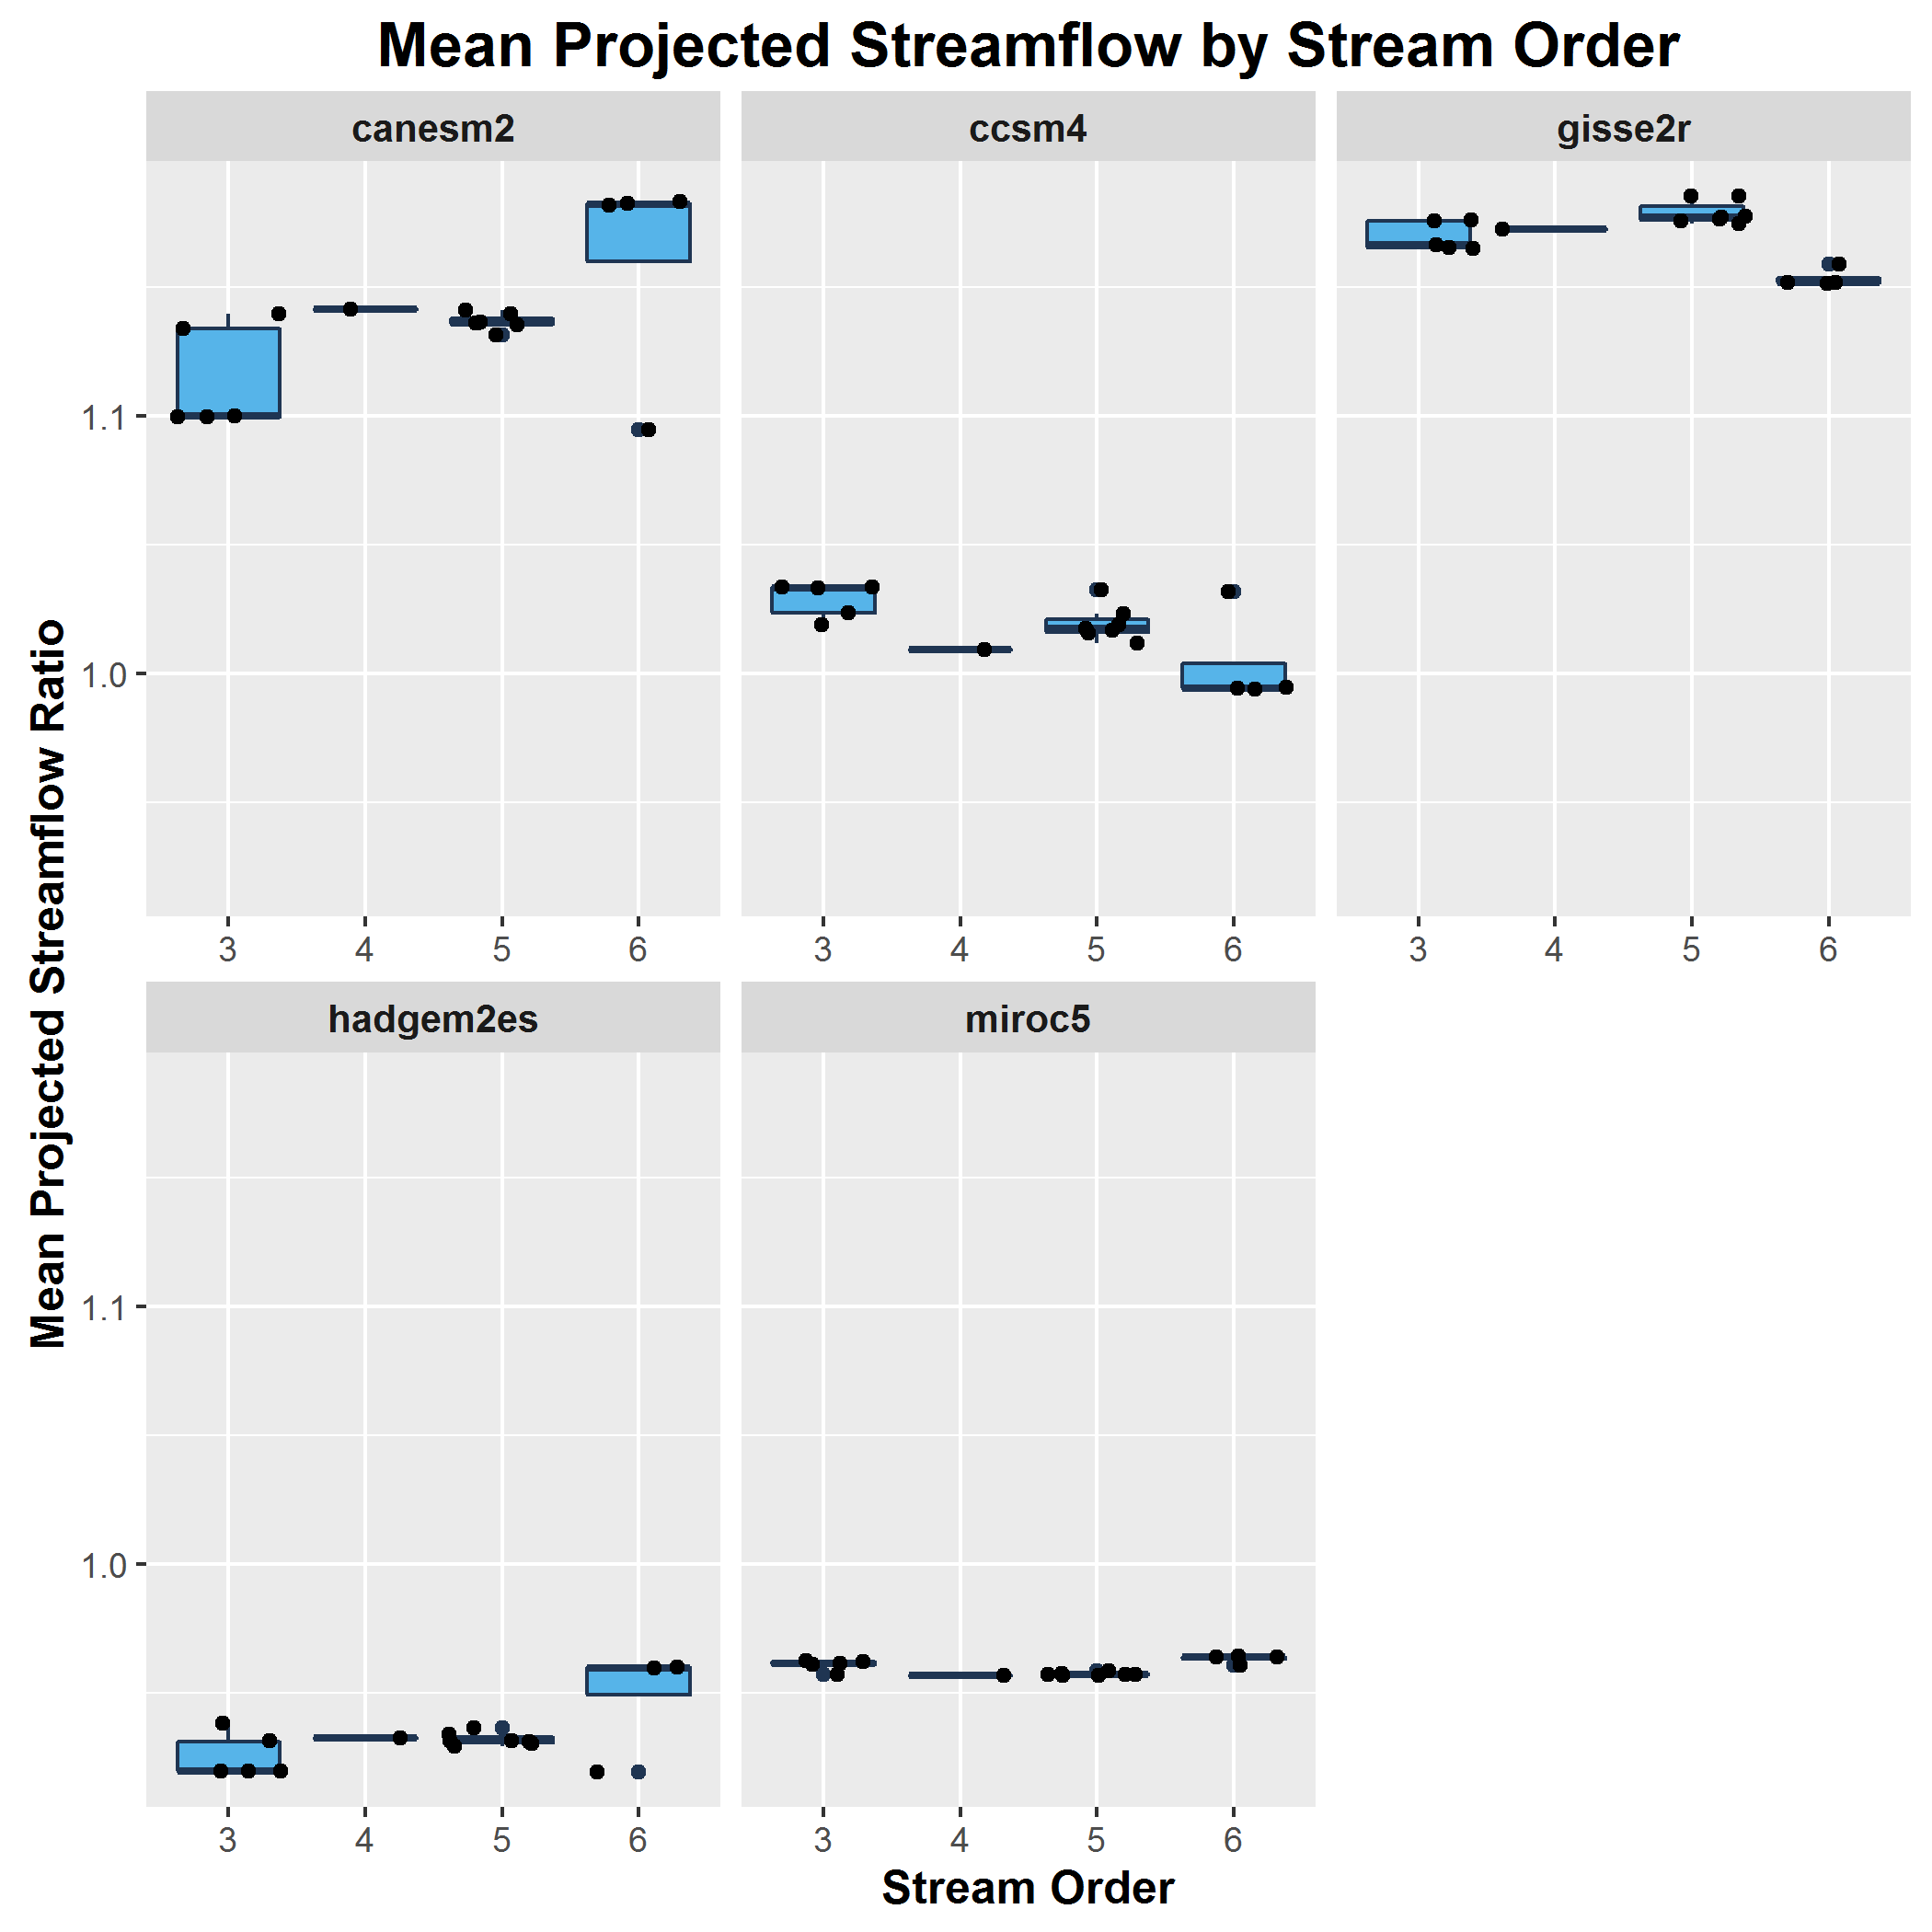 Mean Projected Streamflow by Stream Order
canesm2
ccsm4
gisse2r
1.1
1.0
3 4 5 6
3 4 5 6
3 4 5 6
Mean Projected Streamflow Ratio
hadgem2es
miroc5
1.1
1.0
3 4 5 6
3 4 5 6
Stream Order